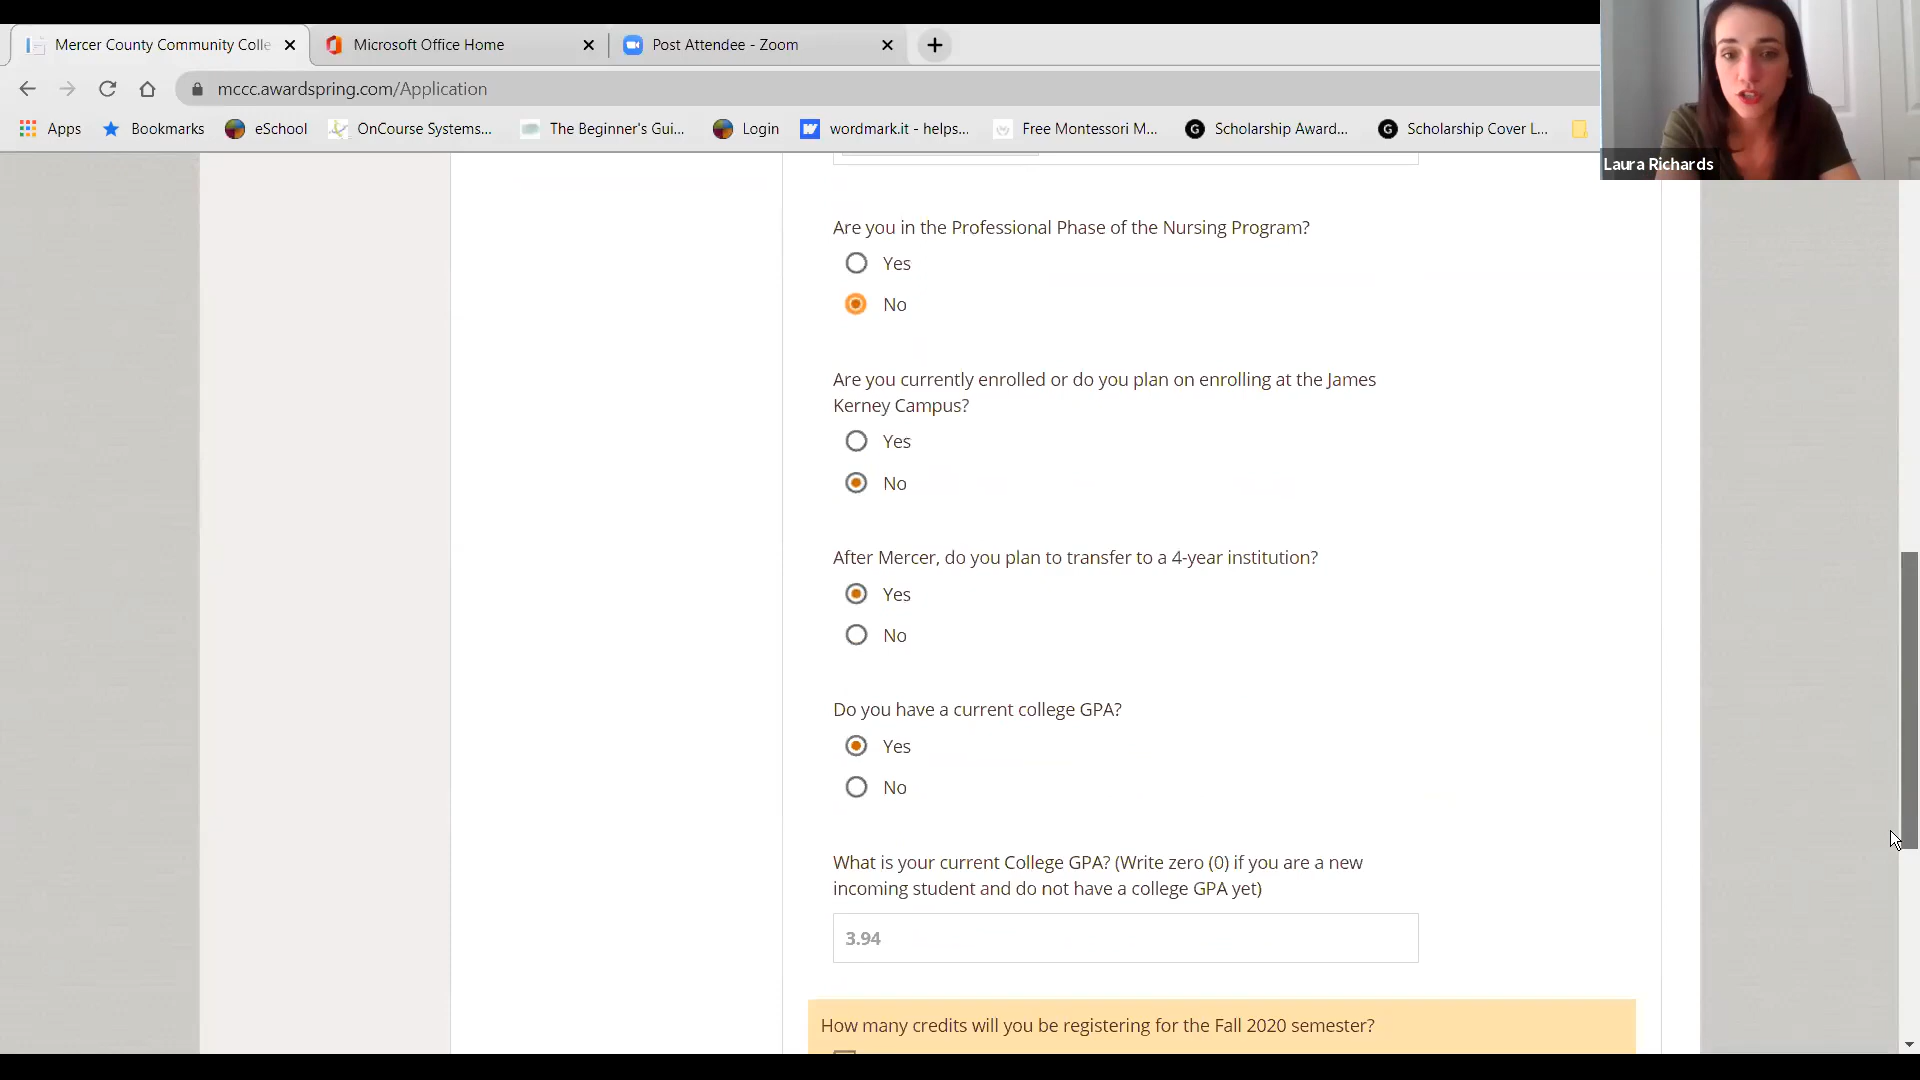 Mercer County Community Colle
Microsoft Office Home
Post Attendee - Zoom
mccc.awardspring.com/Application
Apps
Bookmarks
eSchool
OnCourse Systems...
The Beginner's Gui...
Login
wordmark.it - helps...
Free Montessori M...
Scholarship Award...
Scholarship Cover L...
Laura Richards
Are you in the Professional Phase of the Nursing Program?
Yes
No
Are you currently enrolled or do you plan on enrolling at the James
Kerney Campus?
Yes
No
After Mercer, do you plan to transfer to a 4-year institution?
Yes
No
Do you have a current college GPA?
Yes
No
What is your current College GPA? (Write zero (0) if you are a new
incoming student and do not have a college GPA yet)
3.94
How many credits will you be registering for the Fall 2020 semester?